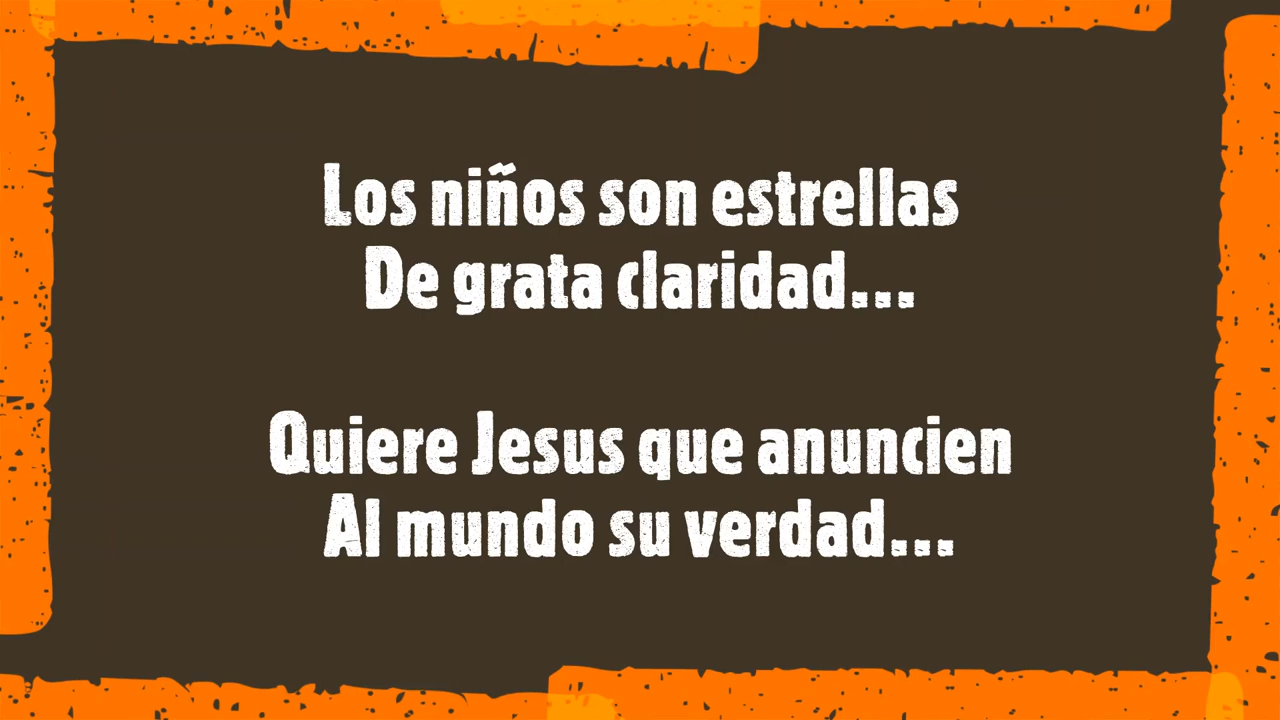 Los niños son estrellas
De grata claridad...
Quiere Jesus que anuncien
Al mundo su verdad...